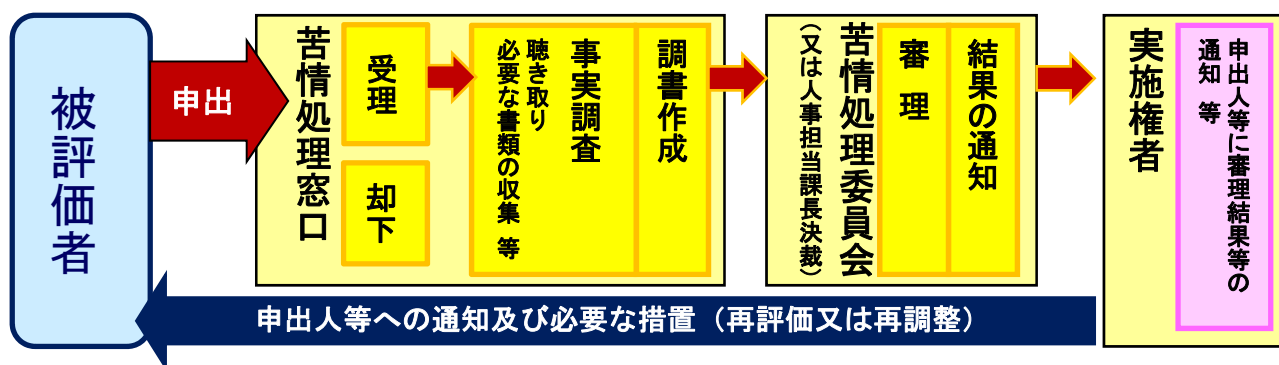 被評価者
申出
苦情処理窓口
受理
却下
事実調査
聴き取り
必要な書類の収集 等
調書作成
苦情処理委員会
（又は人事担当課長決裁）
審理
結果の通知
実施権者
申出人等に審理結果等の
通知 等
申出人等への通知及び必要な措置（再評価又は再調整）